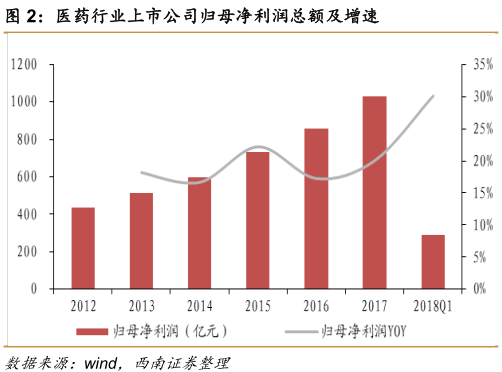 图 2：医药行业上市公司归母净利润总额及增速
1200 35%
1000 30%
800 25%
600 20%
400 15%
200 10%
0 5%
0%
2012 2013 2014 2015 2016 2017 2018Q1
归母净利润（亿元） 归母净利润YOY
数据来源：wind，西南证券整理